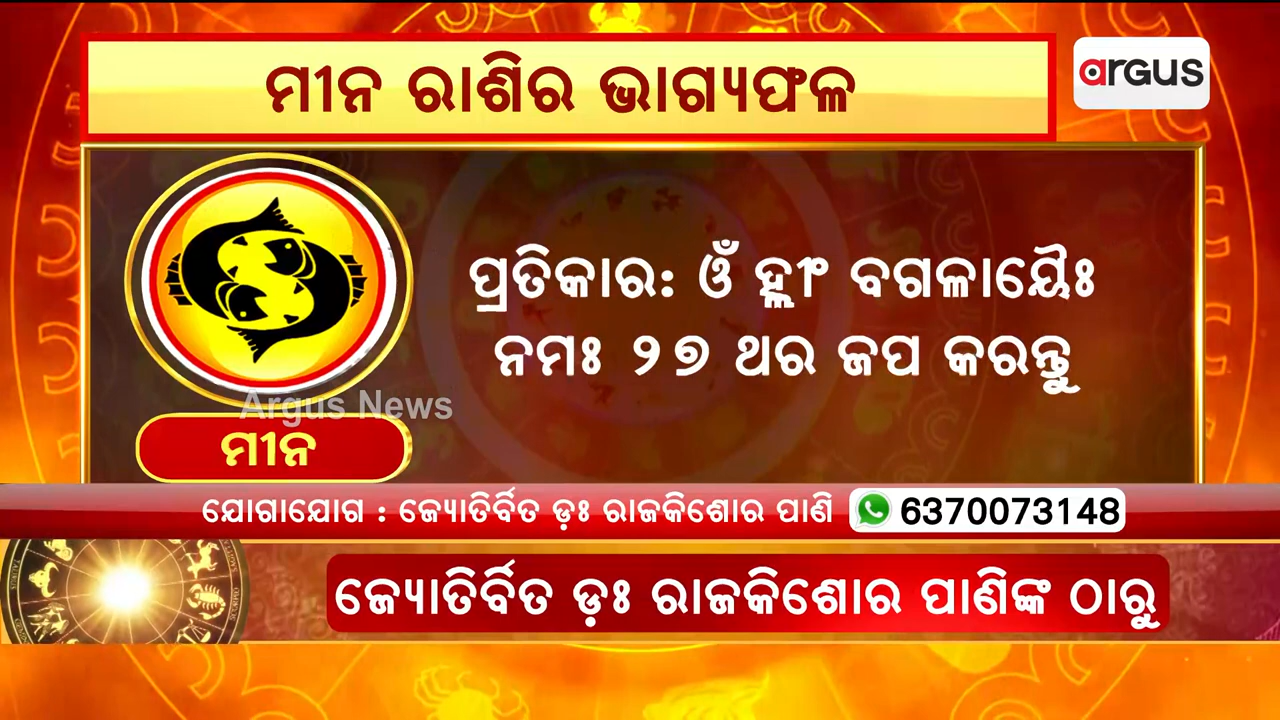 ମୀନ ରାଶିର ଭାଗ୍ୟଫଳ
argus
ପ୍ରତିକାର: ଓଁ ହ୍ଲୀଂ ବଗଳାୟୈଃ
ନମଃ ୨୭ ଥର ଜପ କରନ୍ତୁ
Argus News
ମୀନ
ଯୋଗାଯୋଗ : ଜ୍ୟୋତିର୍ବିତ ଡ଼ଃ ରାଜକିଶୋର ପାଣି 6370073148
ଜ୍ୟୋତିର୍ବିତ ଡ଼ଃ ରାଜକିଶୋର ପାଣିଙ୍କ ଠାରୁ